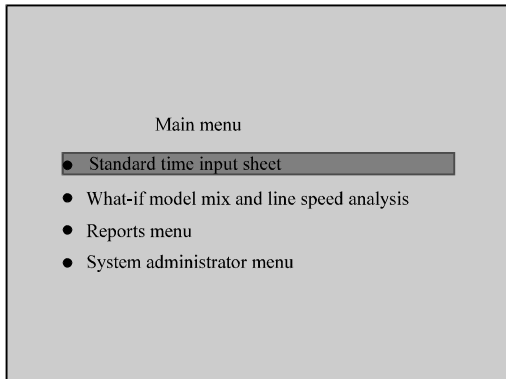 Main menu
● Standard time input sheet
● What-if model mix and line speed analysis
● Reports menu
● System administrator menu